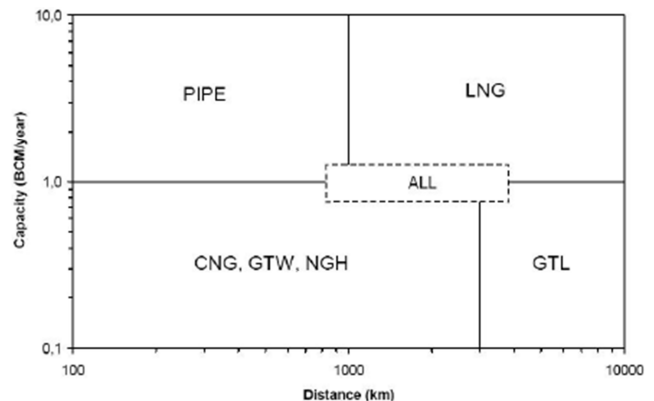 10,0
PIPE
LNG
Capacity (BCM/year)
1,0
ALL
CNG, GTW, NGH
GTL
0,1
100
1000
10000
Distance (km)